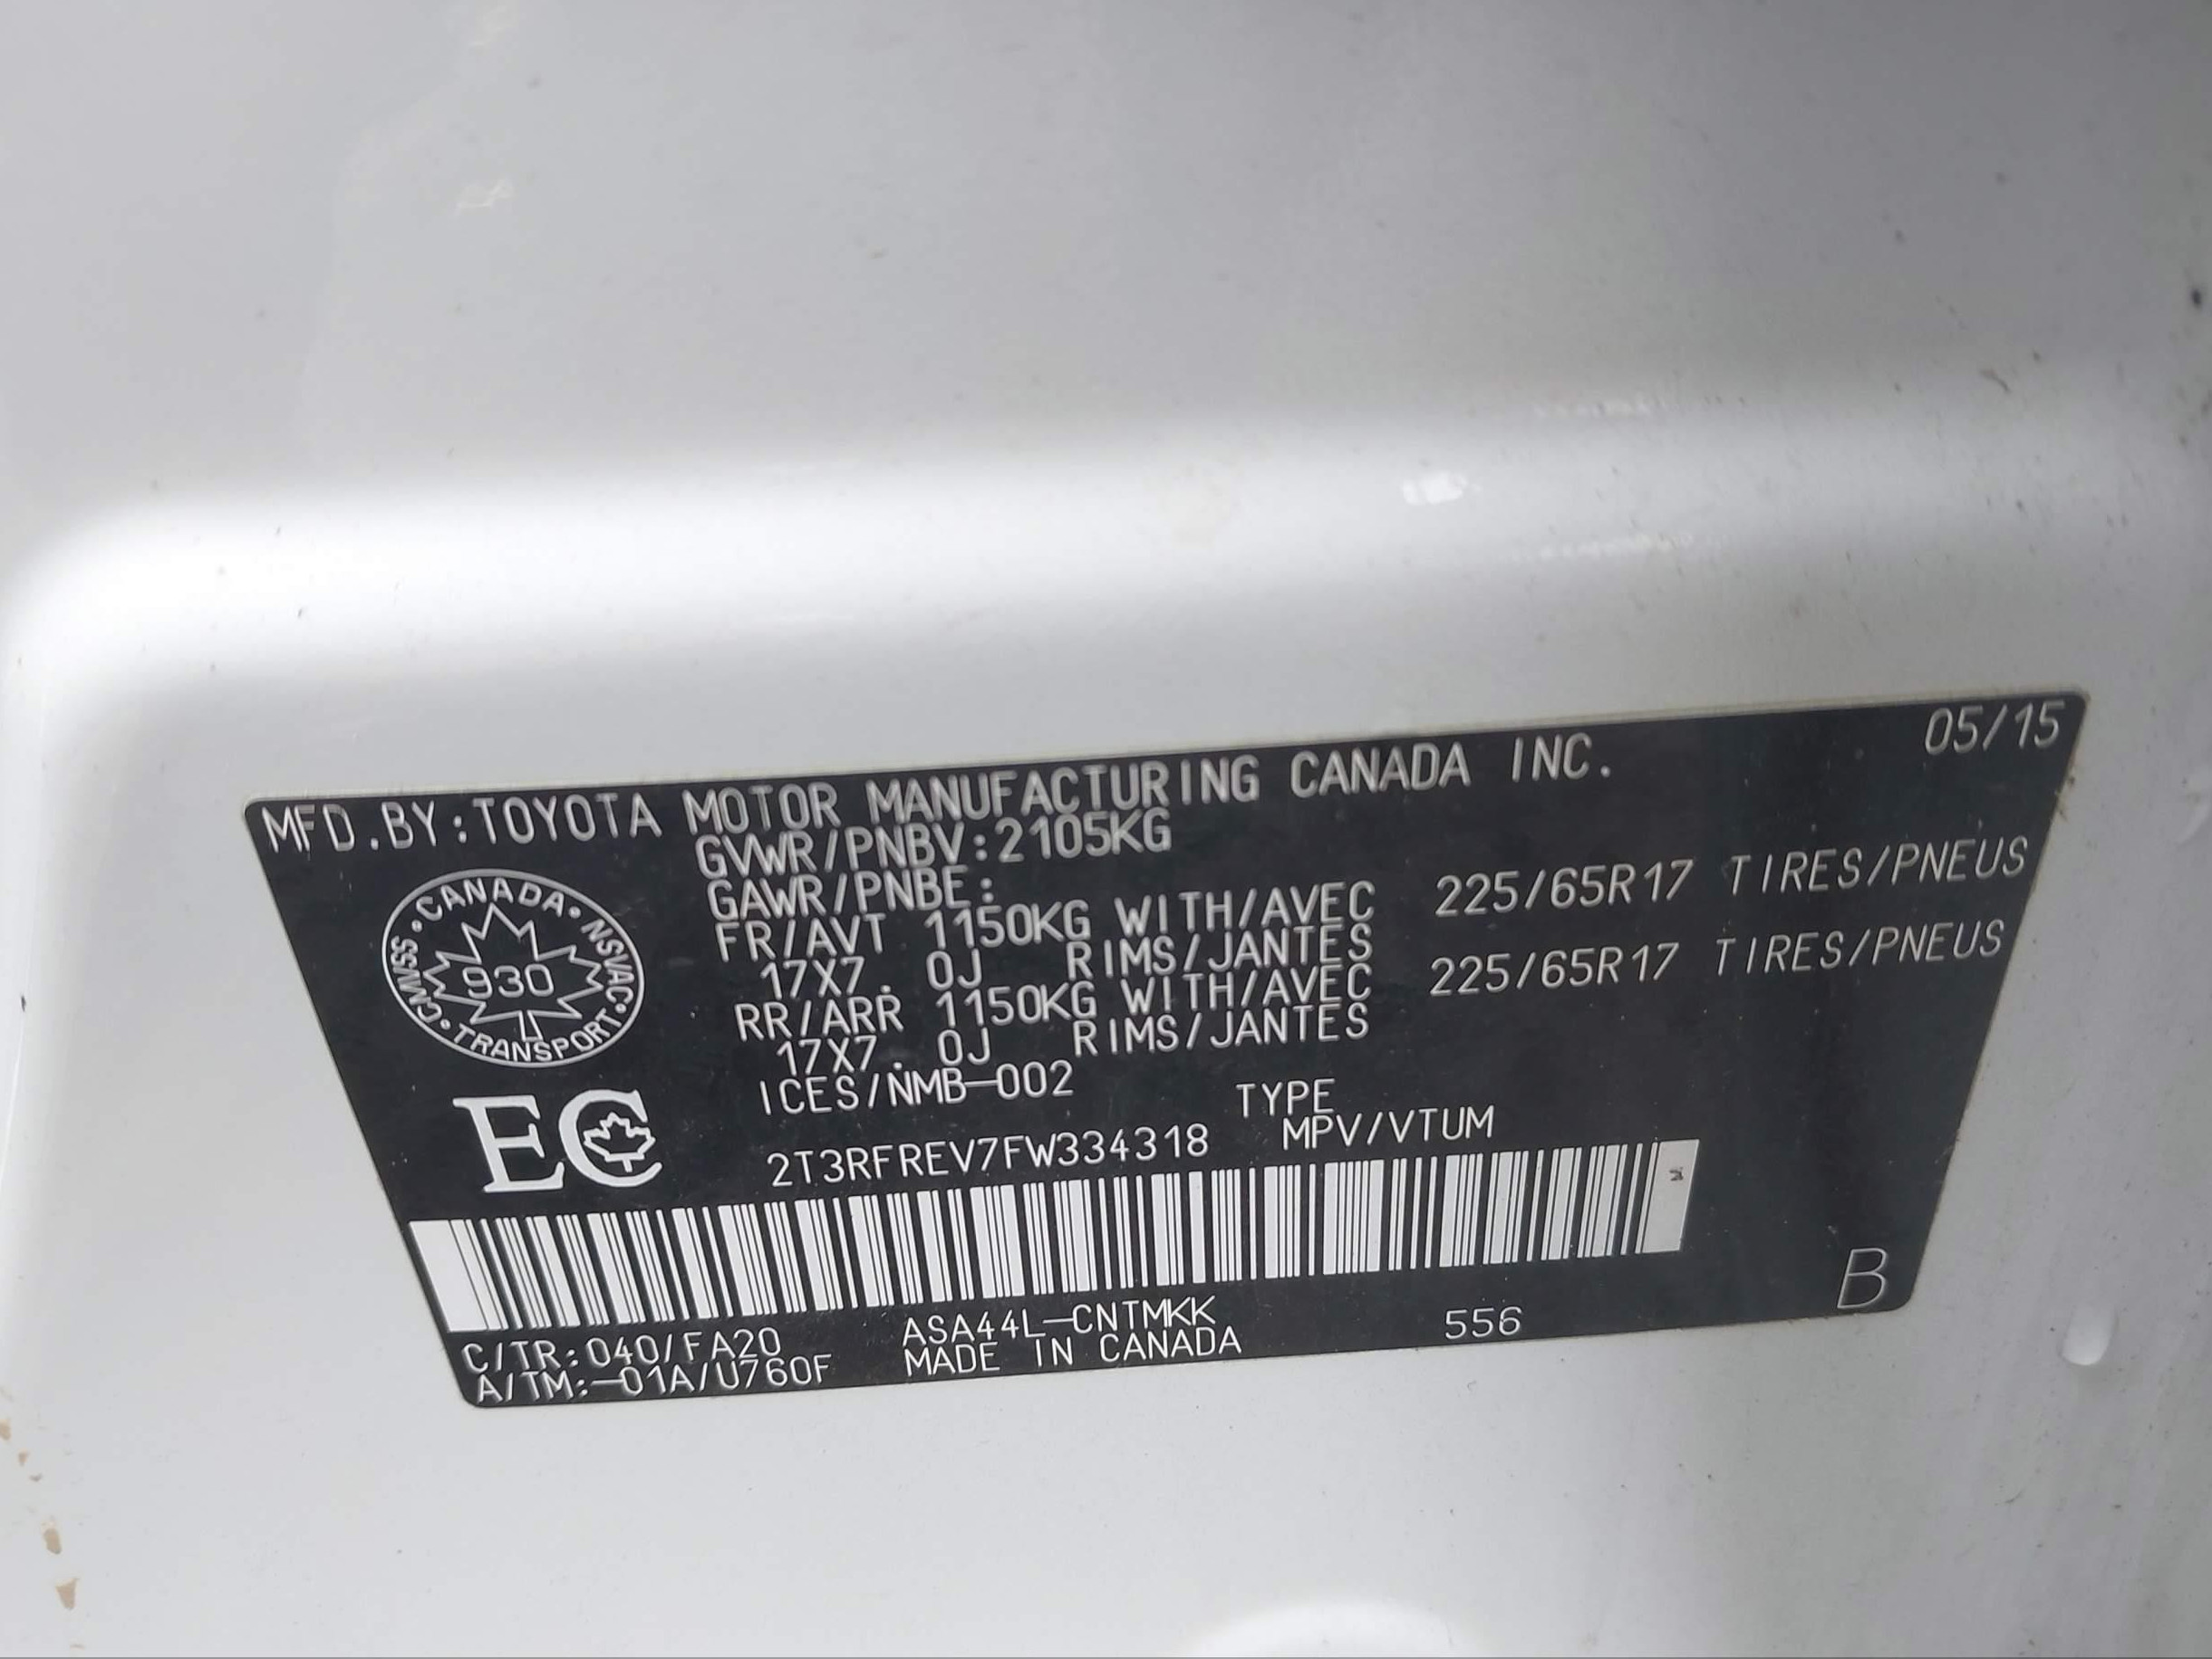 05/15
MFD.BY:TOYOTA MOTOR MANUFACTURING CANADA INC.
GVWR/PNBV:2105KG
GAWR/PNBE:
FR/AVT 1150KG WITH/AVEC 225/65R17 TIRES/PNEUS
17X7.0J RIMS/JANTES
RR/ARR 1150KG WITH/AVEC 225/65R17 TIRES/PNEUS
17X7.0J RIMS/JANTES
ICES/NMB-002
CANADA • NSVAC • TRANSPORT • CMVSS •
930
EC
TYPE
2T3RFREV7FW334318 MPV/VTUM
C/TR:040/FA20 ASA44L-CNTMKK 556 B
A/TM:-01A/U760F MADE IN CANADA